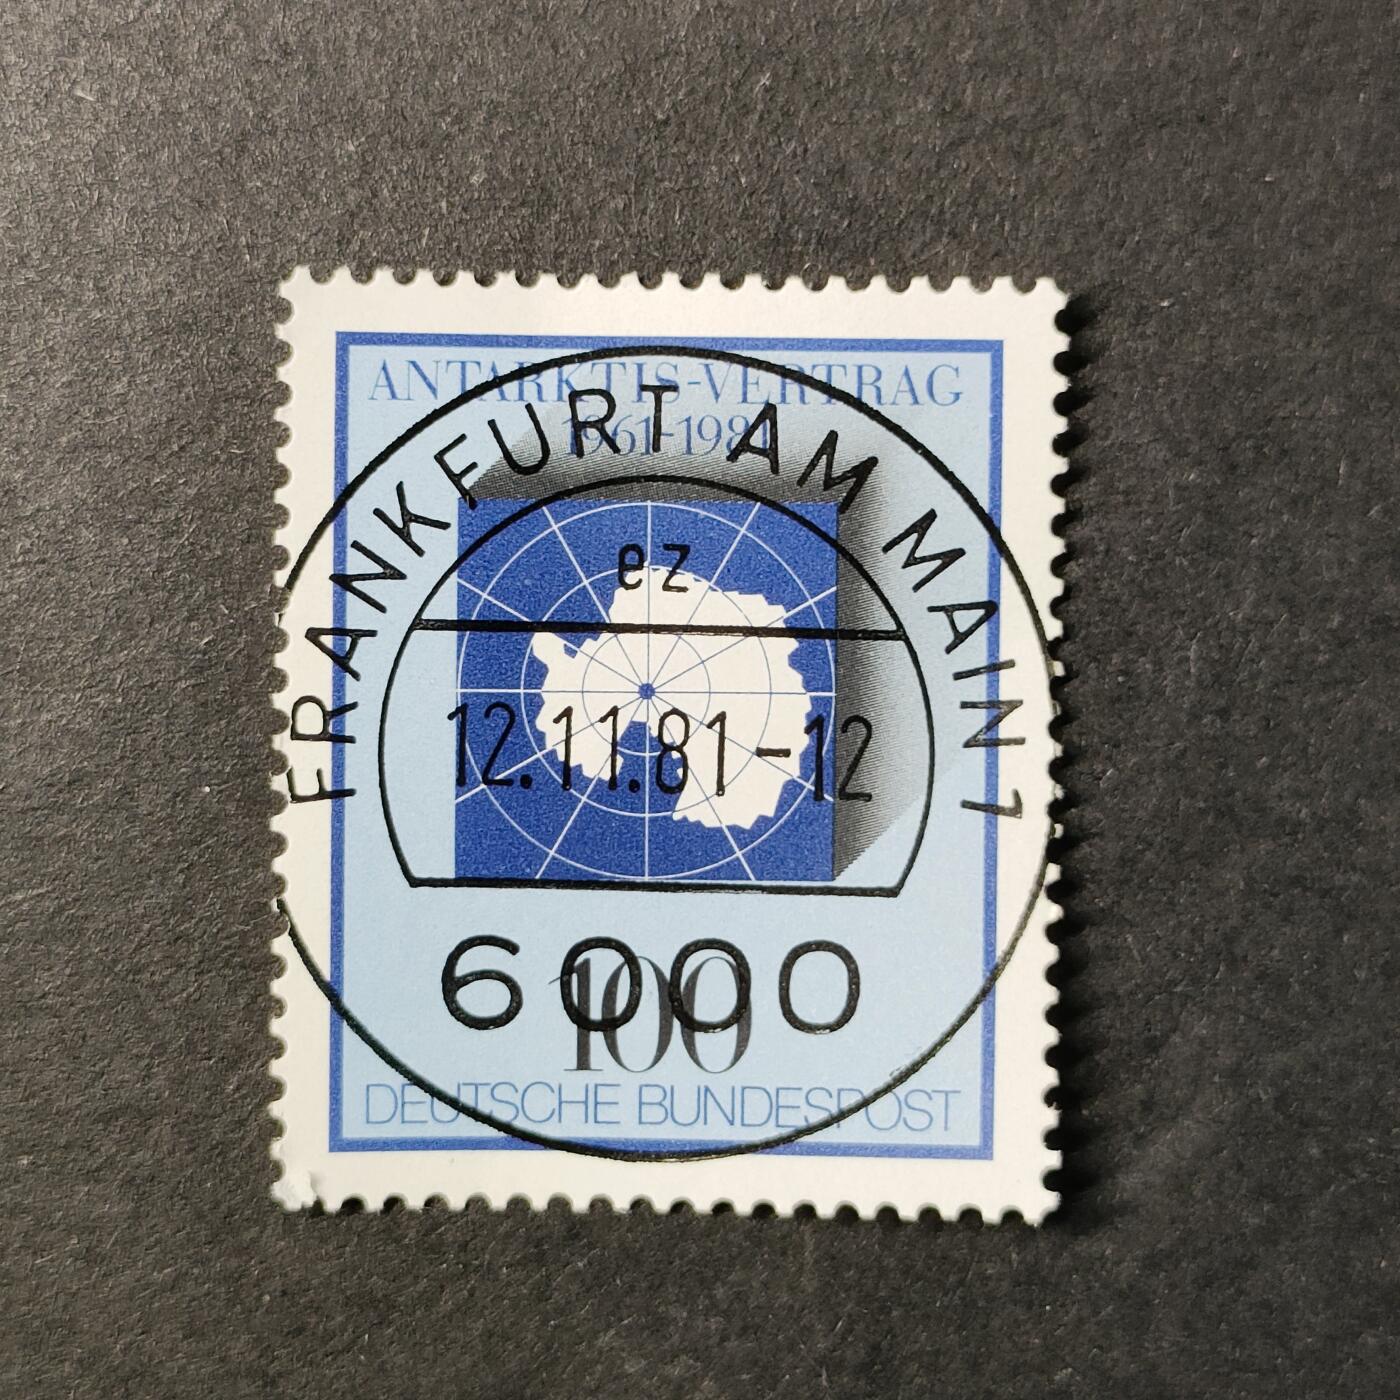 ANTARKTIS-VERTRAG
1961-1981
FRANKFURT AM MAIN 1
ez
12.11.81-12
6000
100
DEUTSCHE BUNDESPOST